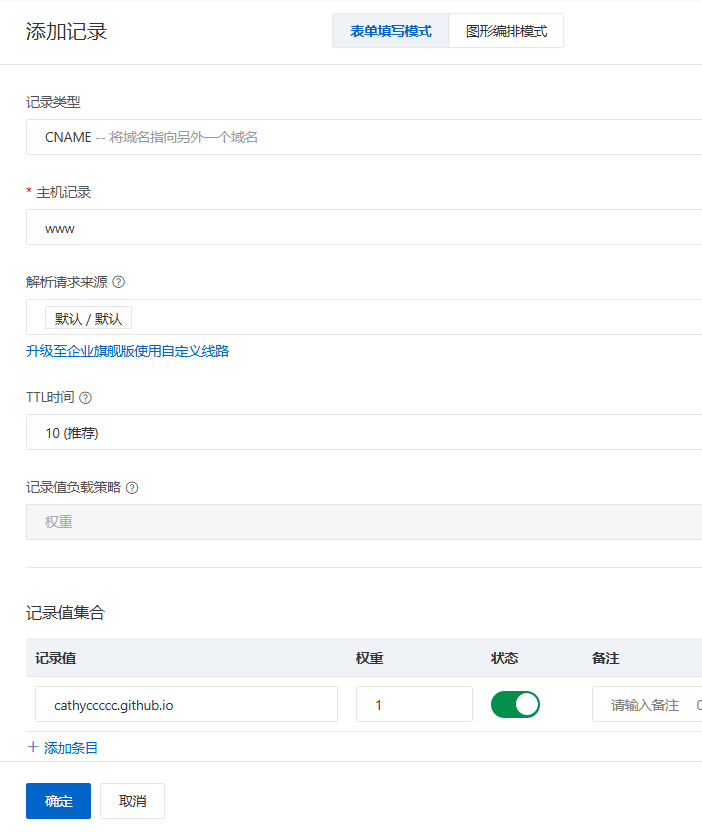 添加记录
表单填写模式 图形编排模式
记录类型
CNAME -- 将域名指向另外一个域名
* 主机记录
www
解析请求来源 ?
默认 / 默认
升级至企业旗舰版使用自定义线路
TTL时间 ?
10 (推荐)
记录值负载策略 ?
权重
记录值集合
记录值 权重 状态 备注
cathyccccc.github.io 1 请输入备注 0
+ 添加条目
确定 取消